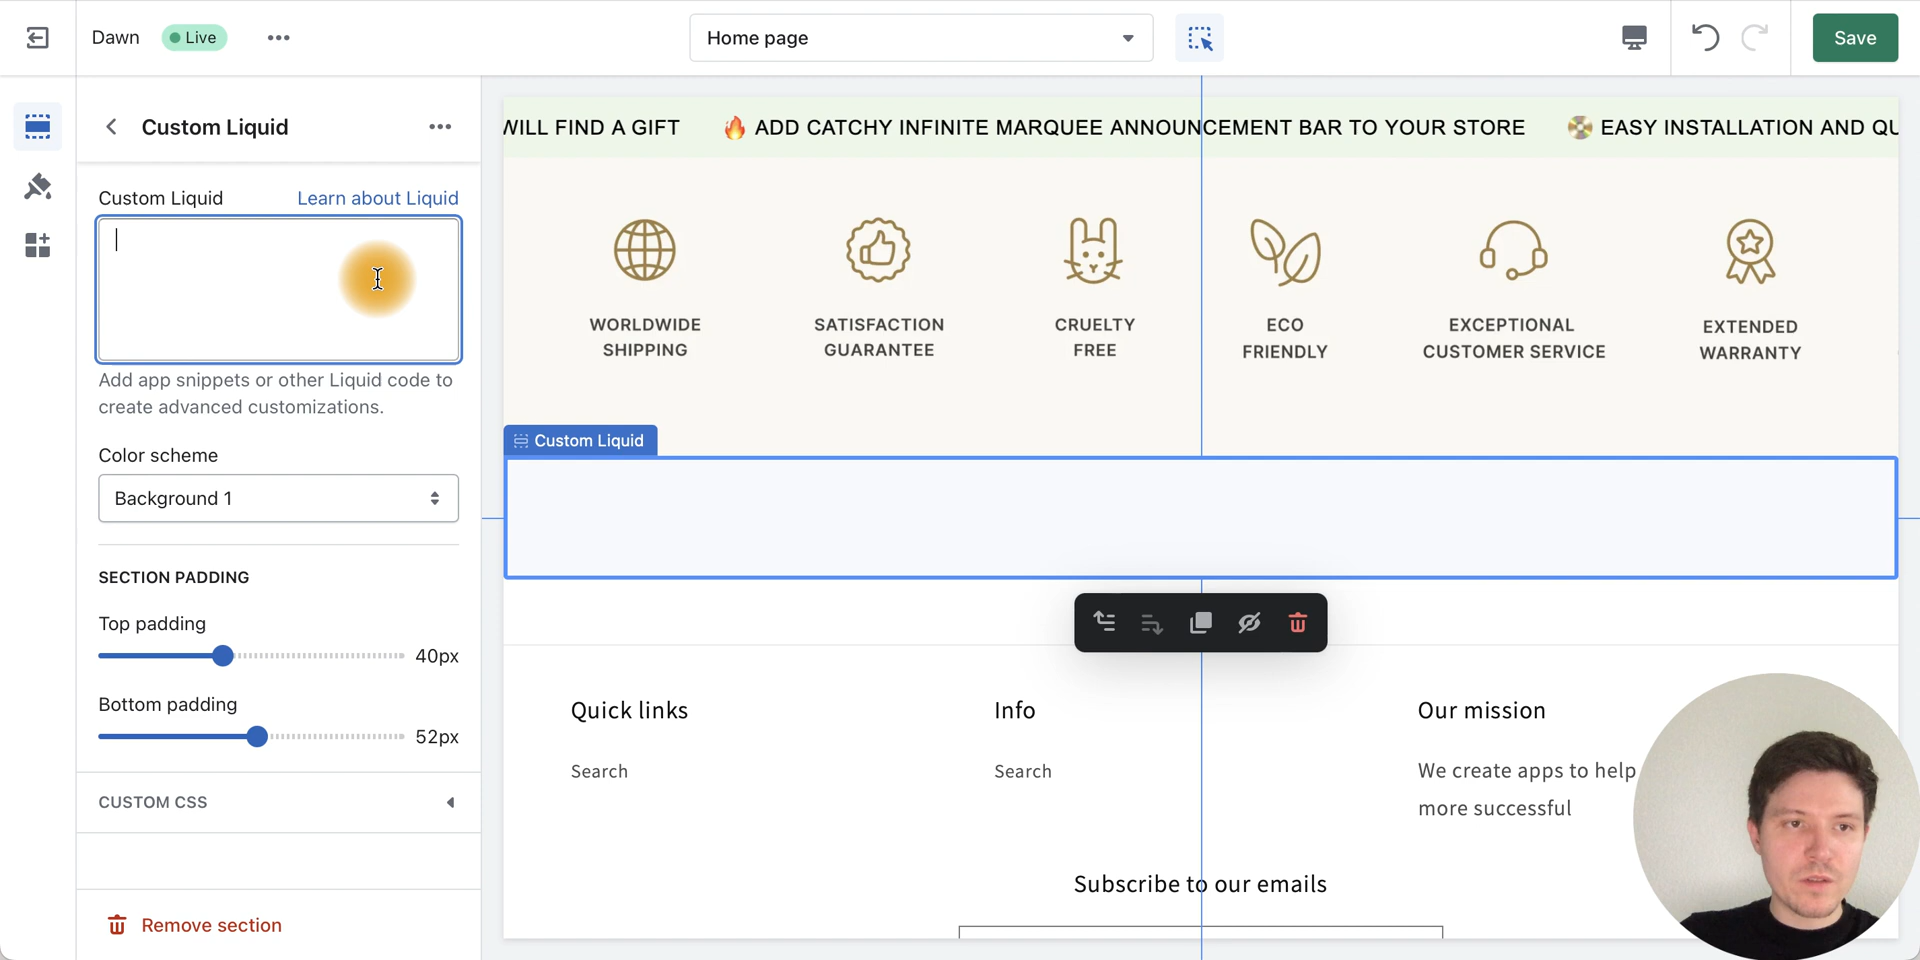 Dawn
Live
Home page
Save
Custom Liquid
Custom Liquid
Learn about Liquid
Add app snippets or other Liquid code to
create advanced customizations.
Color scheme
Background 1
SECTION PADDING
Top padding
40px
Bottom padding
52px
CUSTOM CSS
Remove section
WILL FIND A GIFT
🔥 ADD CATCHY INFINITE MARQUEE ANNOUNCEMENT BAR TO YOUR STORE
EASY INSTALLATION AND QU
WORLDWIDE
SHIPPING
SATISFACTION
GUARANTEE
CRUELTY
FREE
ECO
FRIENDLY
EXCEPTIONAL
CUSTOMER SERVICE
EXTENDED
WARRANTY
Custom Liquid
Quick links
Search
Info
Search
Our mission
We create apps to help
more successful
Subscribe to our emails